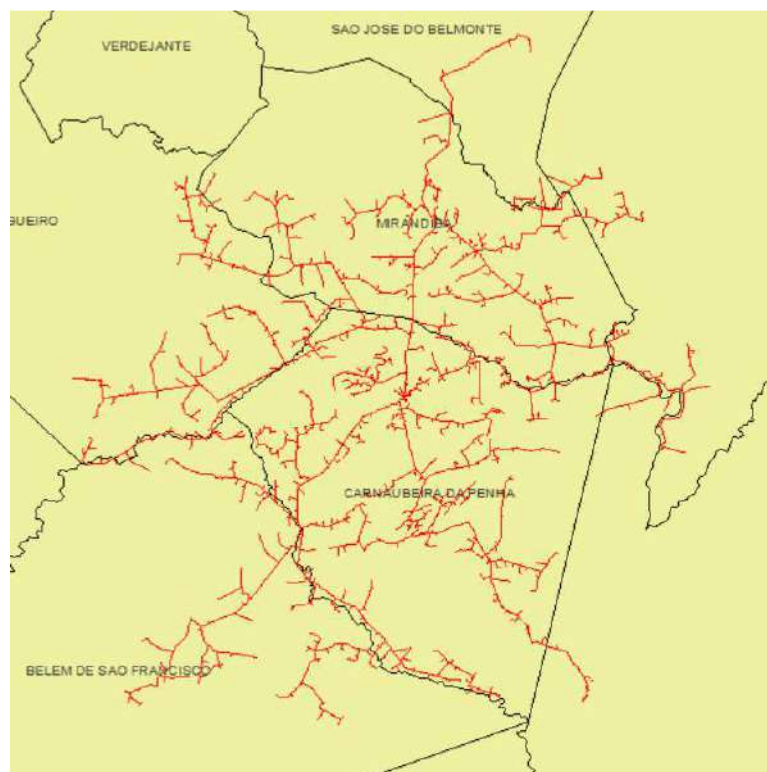 SAO JOSE DO BELMONTE
VERDEJANTE
GUEIRO
MIRANDIBA
CARNAUBEIRA DA PENHA
BELEM DE SAO FRANCISCO